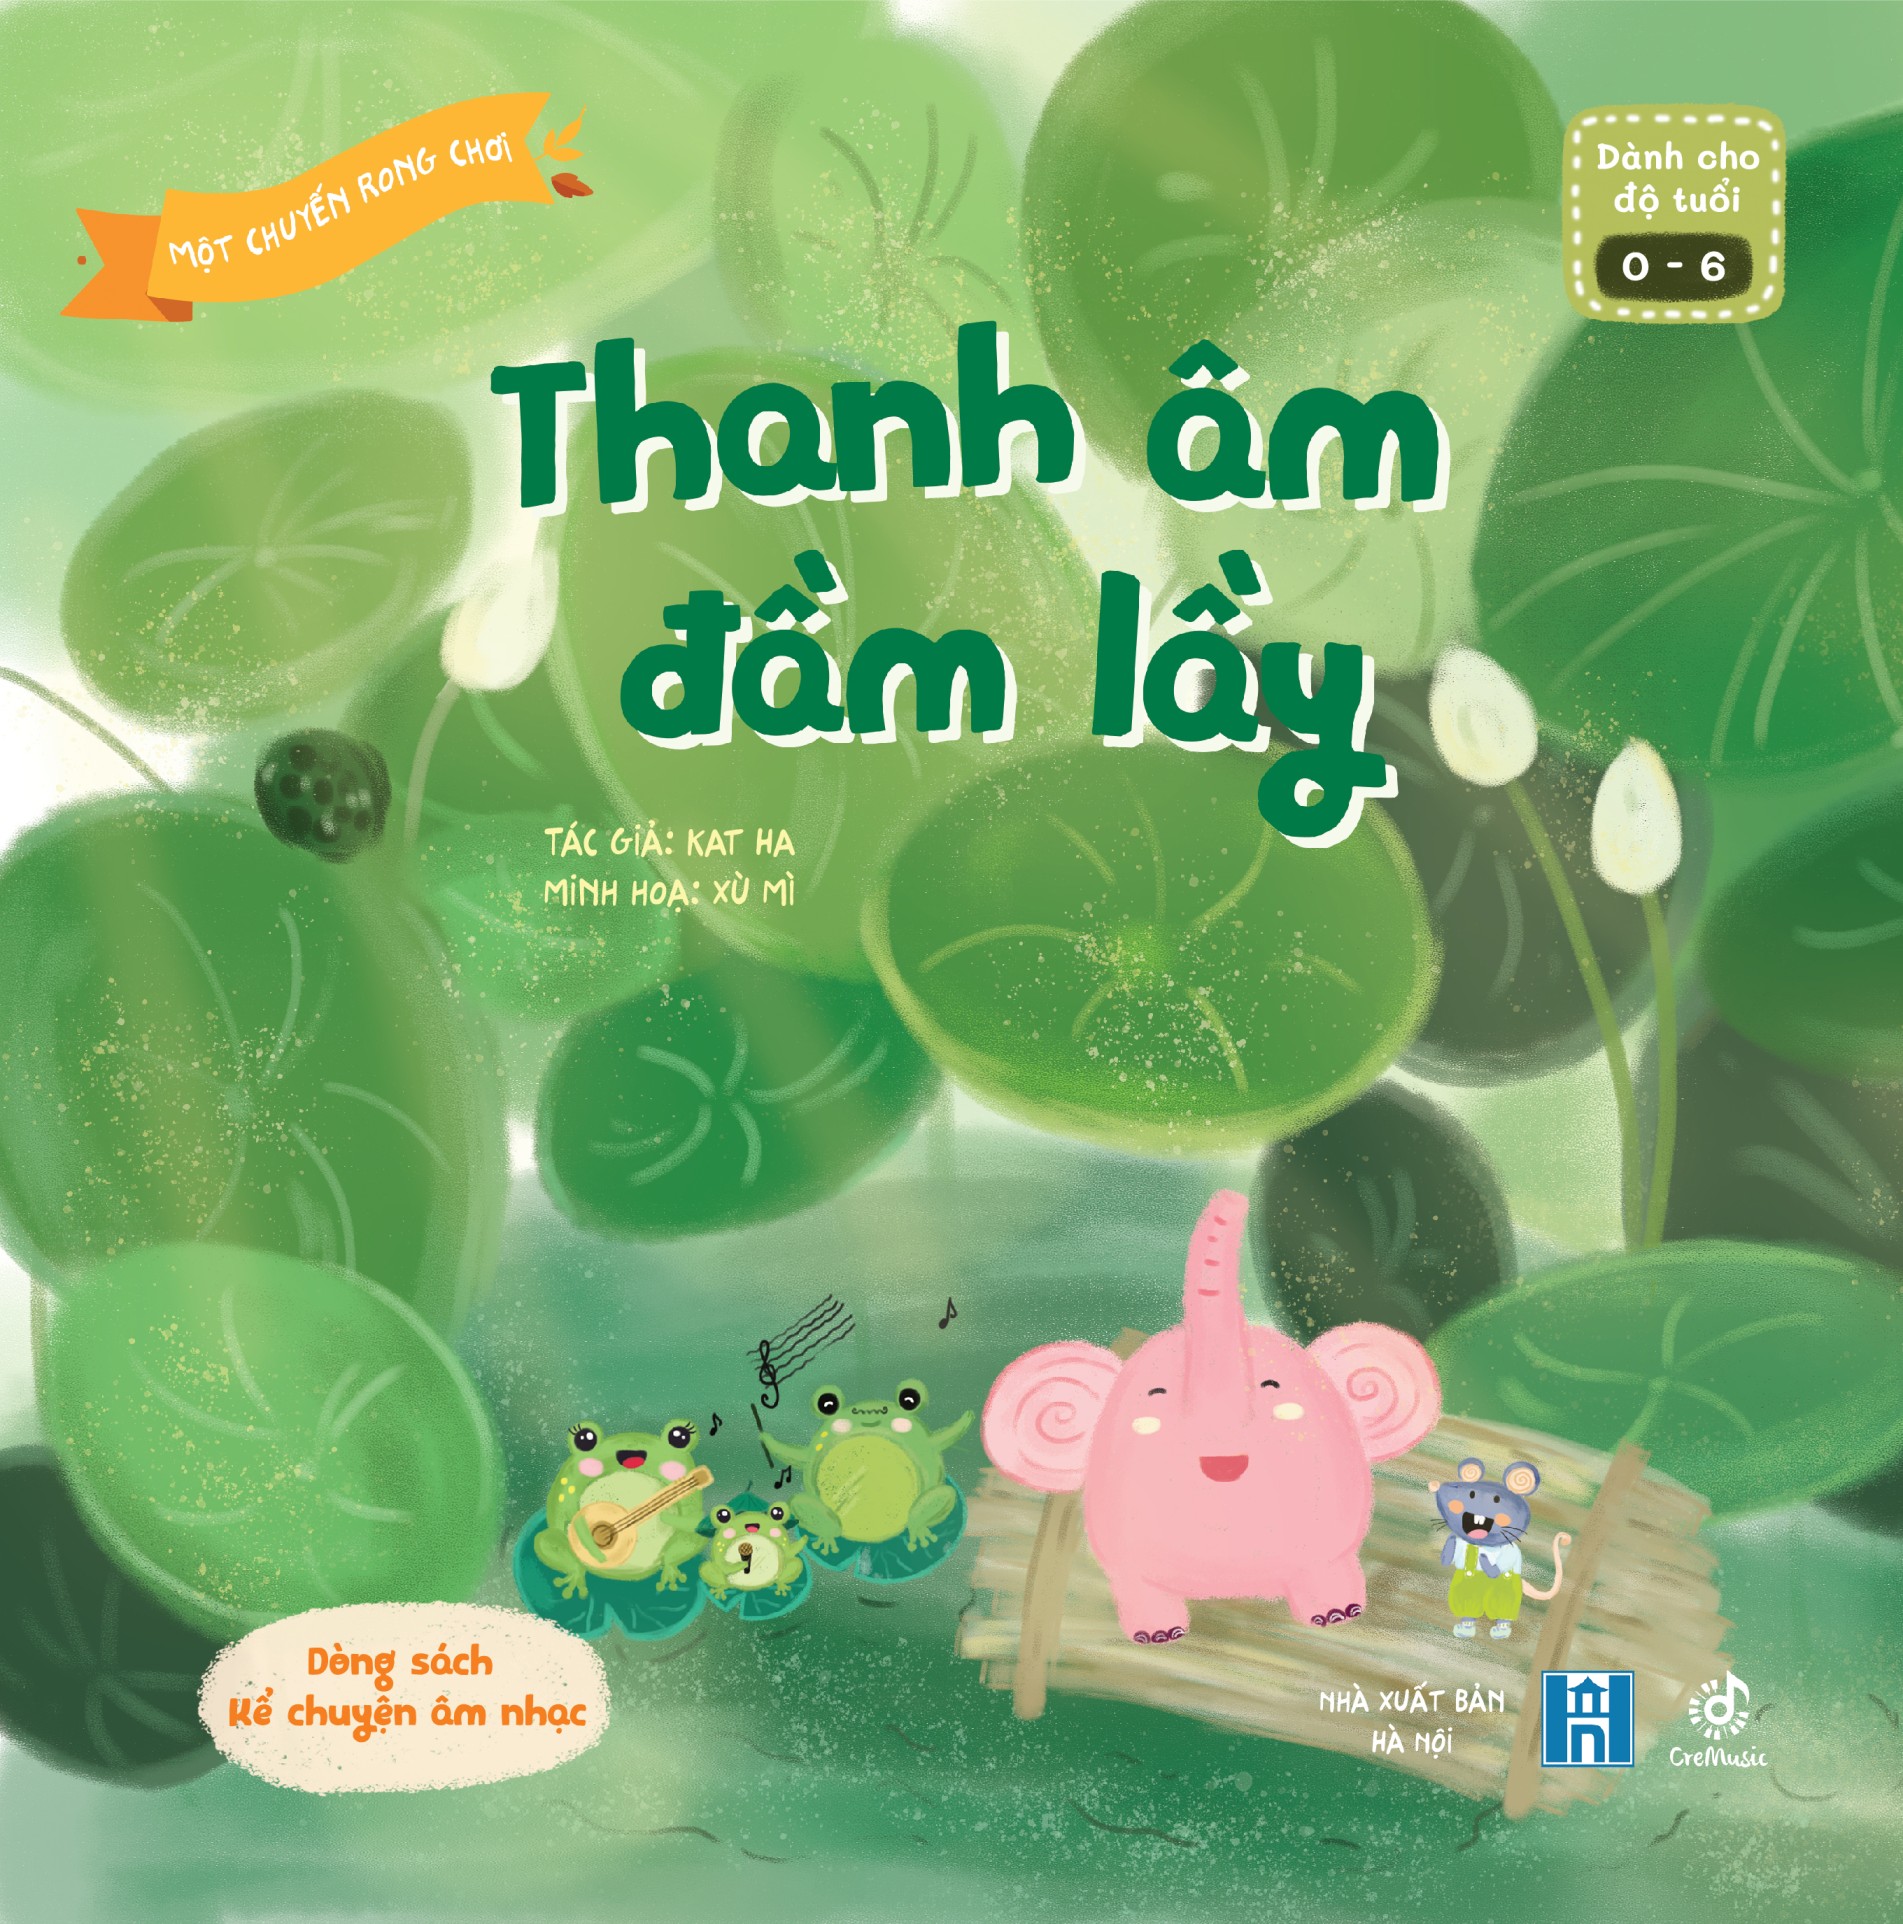 MỘT CHUYẾN RONG CHƠI
Dành cho
độ tuổi
0 - 6
Thanh âm
đầm lầy
TÁC GIẢ: KAT HA
MINH HOẠ: XÙ MÌ
Dòng sách
Kể chuyện âm nhạc
NHÀ XUẤT BẢN
HÀ NỘI
CreMusic